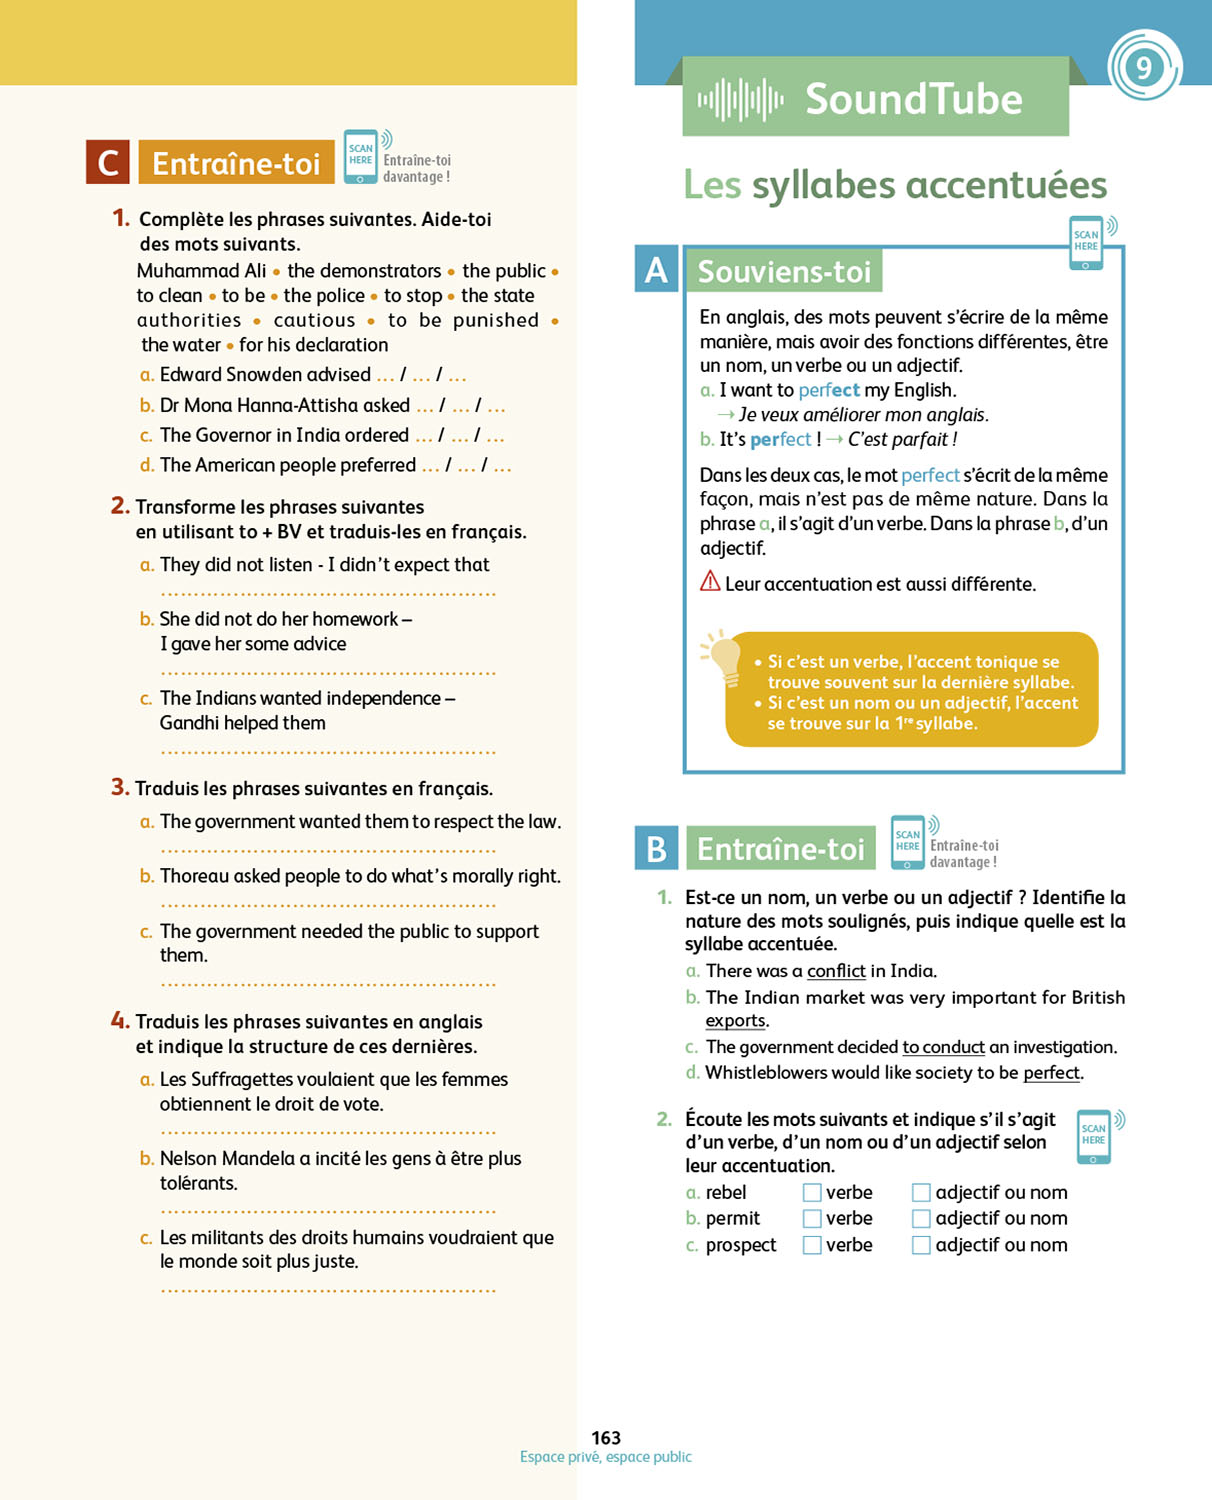 C Entraîne-toi
SCAN
HERE
Entraîne-toi
davantage !
1. Complète les phrases suivantes. Aide-toi
des mots suivants.
Muhammad Ali • the demonstrators • the public •
to clean • to be • the police • to stop • the state
authorities • cautious • to be punished •
the water • for his declaration
a. Edward Snowden advised ... / ... / ...
b. Dr Mona Hanna-Attisha asked ... / ... / ...
c. The Governor in India ordered ... / ... / ...
d. The American people preferred ... / ... / ...
2. Transforme les phrases suivantes
en utilisant to + BV et traduis-les en français.
a. They did not listen - I didn't expect that
..................................................
b. She did not do her homework –
I gave her some advice
..................................................
c. The Indians wanted independence –
Gandhi helped them
..................................................
3. Traduis les phrases suivantes en français.
a. The government wanted them to respect the law.
..................................................
b. Thoreau asked people to do what's morally right.
..................................................
c. The government needed the public to support
them.
..................................................
4. Traduis les phrases suivantes en anglais
et indique la structure de ces dernières.
a. Les Suffragettes voulaient que les femmes
obtiennent le droit de vote.
..................................................
b. Nelson Mandela a incité les gens à être plus
tolérants.
..................................................
c. Les militants des droits humains voudraient que
le monde soit plus juste.
..................................................
9
SoundTube
Les syllabes accentuées
SCAN
HERE
A Souviens-toi
En anglais, des mots peuvent s'écrire de la même
manière, mais avoir des fonctions différentes, être
un nom, un verbe ou un adjectif.
a. I want to perfect my English.
→ Je veux améliorer mon anglais.
b. It's perfect ! → C'est parfait !
Dans les deux cas, le mot perfect s'écrit de la même
façon, mais n'est pas de même nature. Dans la
phrase a, il s'agit d'un verbe. Dans la phrase b, d'un
adjectif.
⚠ Leur accentuation est aussi différente.
• Si c'est un verbe, l'accent tonique se
trouve souvent sur la dernière syllabe.
• Si c'est un nom ou un adjectif, l'accent
se trouve sur la 1re syllabe.
B Entraîne-toi
SCAN
HERE
Entraîne-toi
davantage !
1. Est-ce un nom, un verbe ou un adjectif ? Identifie la
nature des mots soulignés, puis indique quelle est la
syllabe accentuée.
a. There was a conflict in India.
b. The Indian market was very important for British
exports.
c. The government decided to conduct an investigation.
d. Whistleblowers would like society to be perfect.
2. Écoute les mots suivants et indique s'il s'agit
d'un verbe, d'un nom ou d'un adjectif selon
leur accentuation.
SCAN
HERE
a. rebel ☐ verbe ☐ adjectif ou nom
b. permit ☐ verbe ☐ adjectif ou nom
c. prospect ☐ verbe ☐ adjectif ou nom
163
Espace privé, espace public